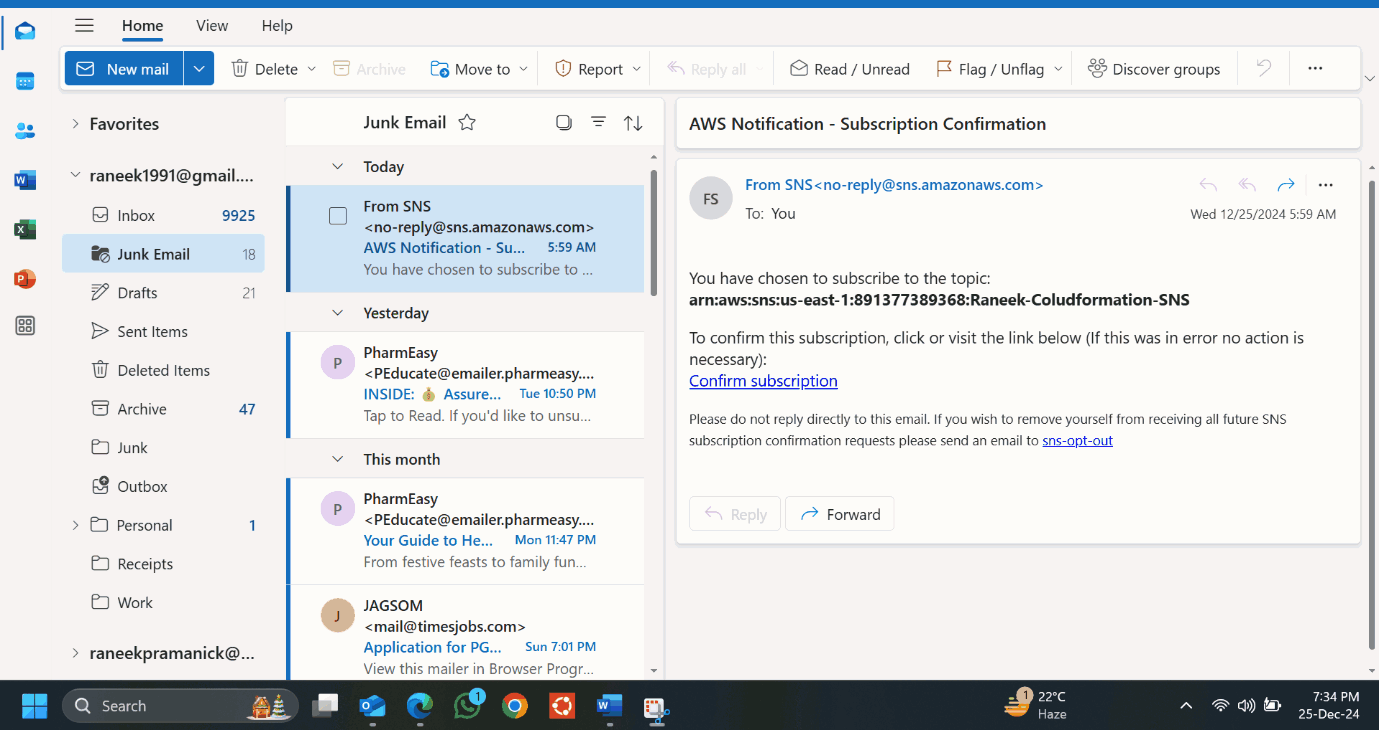 Home View Help
New mail Delete Archive Move to Report Reply all Read / Unread Flag / Unflag Discover groups
Favorites
raneek1991@gmail....
Inbox 9925
Junk Email 18
Drafts 21
Sent Items
Deleted Items
Archive 47
Junk
Outbox
Personal 1
Receipts
Work
raneekpramanick@...
Junk Email
Today
From SNS
<no-reply@sns.amazonaws.com>
AWS Notification - Su... 5:59 AM
You have chosen to subscribe to ...
Yesterday
P
PharmEasy
<PEducate@emailer.pharmeasy....
INSIDE: 💰 Assure... Tue 10:50 PM
Tap to Read. If you'd like to unsu...
This month
P
PharmEasy
<PEducate@emailer.pharmeasy....
Your Guide to He... Mon 11:47 PM
From festive feasts to family fun...
J
JAGSOM
<mail@timesjobs.com>
Application for PG... Sun 7:01 PM
View this mailer in Browser Progr...
AWS Notification - Subscription Confirmation
FS
From SNS<no-reply@sns.amazonaws.com>
To: You
Wed 12/25/2024 5:59 AM
You have chosen to subscribe to the topic:
arn:aws:sns:us-east-1:891377389368:Raneek-Coludformation-SNS
To confirm this subscription, click or visit the link below (If this was in error no action is
necessary):
Confirm subscription
Please do not reply directly to this email. If you wish to remove yourself from receiving all future SNS
subscription confirmation requests please send an email to sns-opt-out
Reply Forward
Search
1
1
22°C
Haze
7:34 PM
25-Dec-24